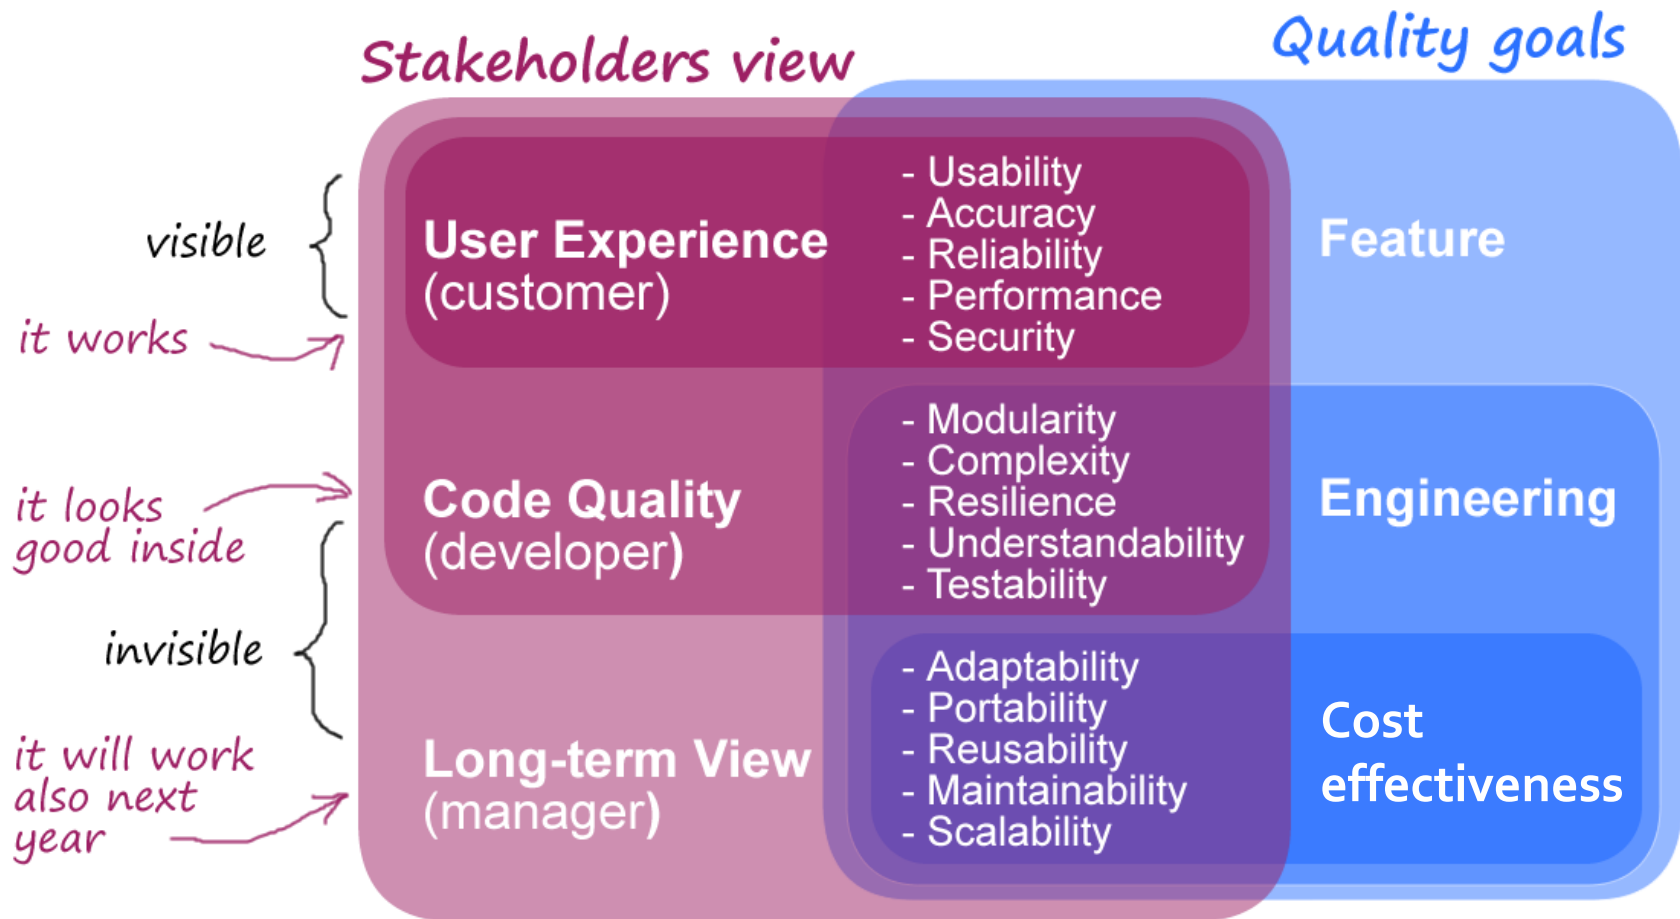 Stakeholders view
Quality goals
visible
it works
User Experience
(customer)
- Usability
- Accuracy
- Reliability
- Performance
- Security
Feature
it looks
good inside
Code Quality
(developer)
- Modularity
- Complexity
- Resilience
- Understandability
- Testability
Engineering
invisible
it will work
also next
year
Long-term View
(manager)
- Adaptability
- Portability
- Reusability
- Maintainability
- Scalability
Cost
effectiveness